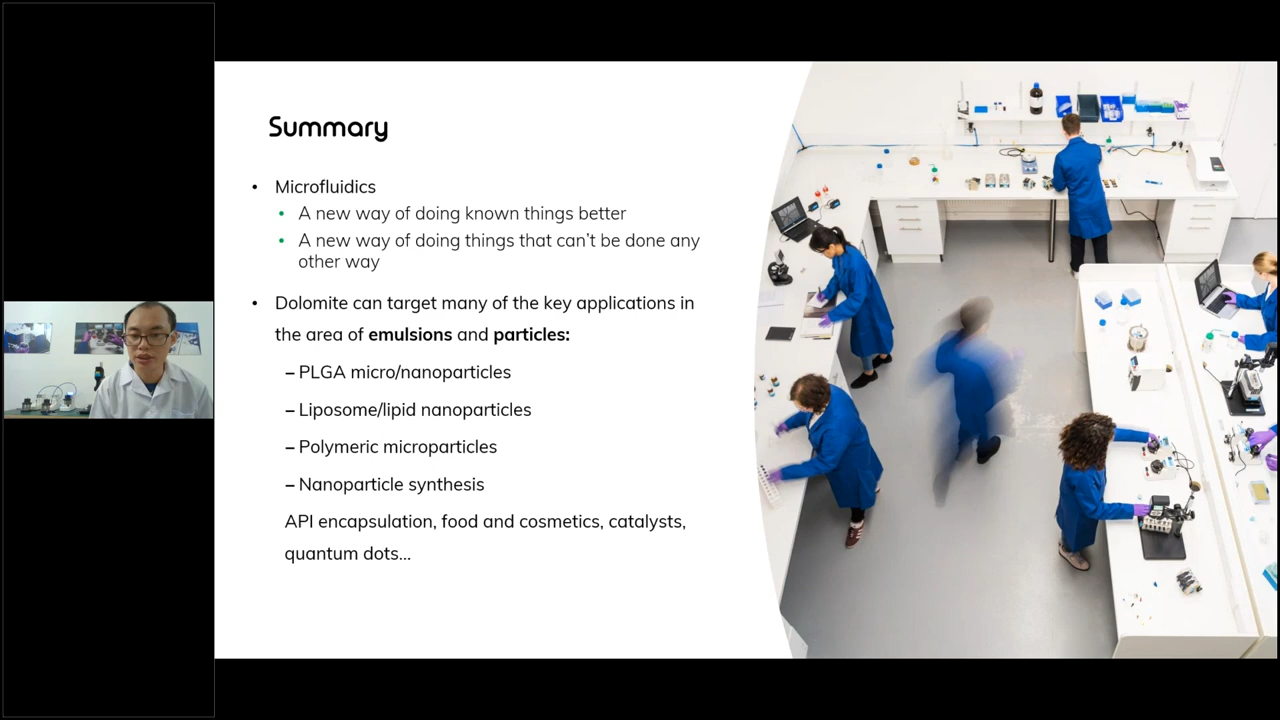 Summary
• Microfluidics
• A new way of doing known things better
• A new way of doing things that can’t be done any
other way
• Dolomite can target many of the key applications in
the area of emulsions and particles:
– PLGA micro/nanoparticles
– Liposome/lipid nanoparticles
– Polymeric microparticles
– Nanoparticle synthesis
API encapsulation, food and cosmetics, catalysts,
quantum dots...